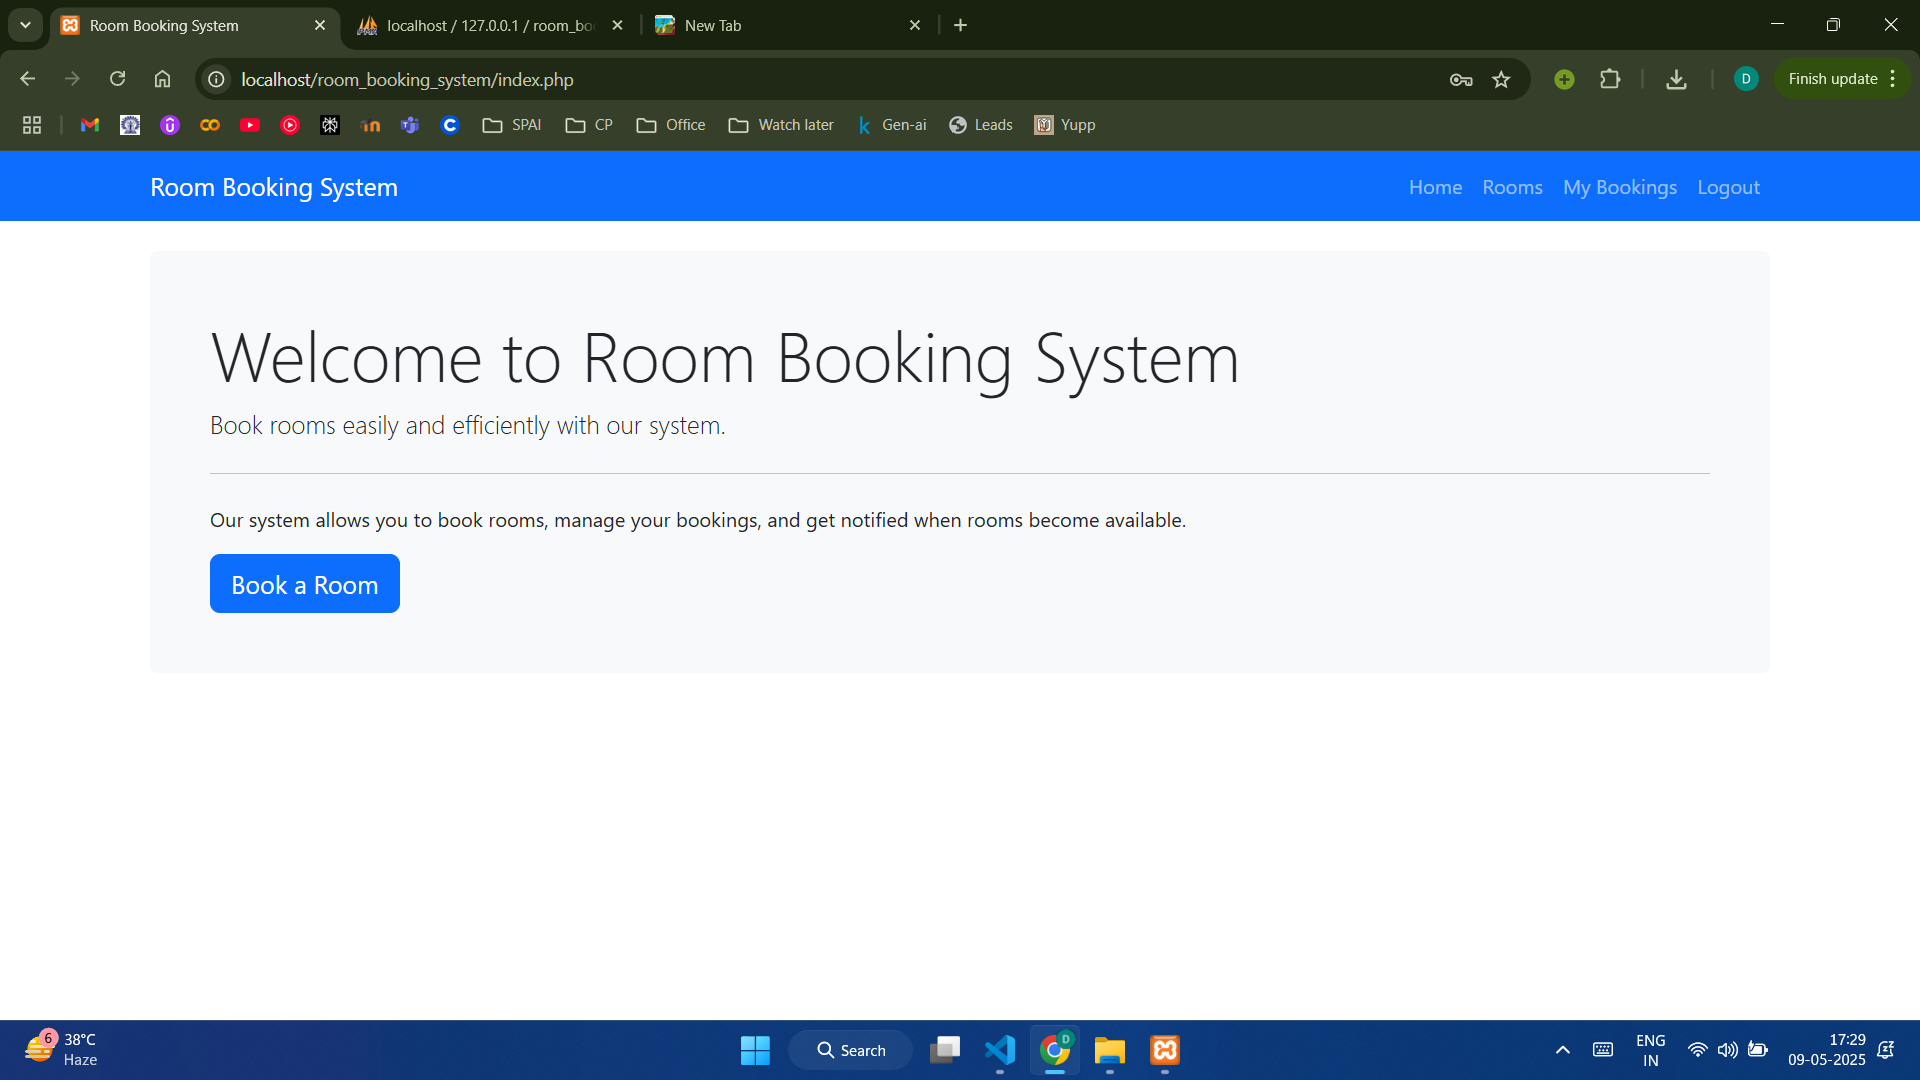 Room Booking System
localhost / 127.0.0.1 / room_bo
New Tab
localhost/room_booking_system/index.php
D
Finish update
SPAI
CP
Office
Watch later
Gen-ai
Leads
Yupp
Room Booking System
Home
Rooms
My Bookings
Logout
Welcome to Room Booking System
Book rooms easily and efficiently with our system.
Our system allows you to book rooms, manage your bookings, and get notified when rooms become available.
Book a Room
6
38°C
Haze
Search
D
ENG
IN
17:29
09-05-2025